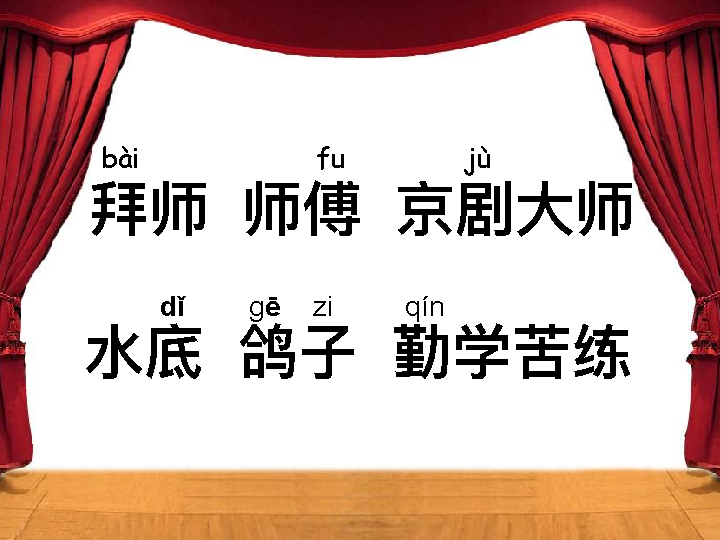 bài fu jù
拜师 师傅 京剧大师
dǐ gē zi qín
水底 鸽子 勤学苦练